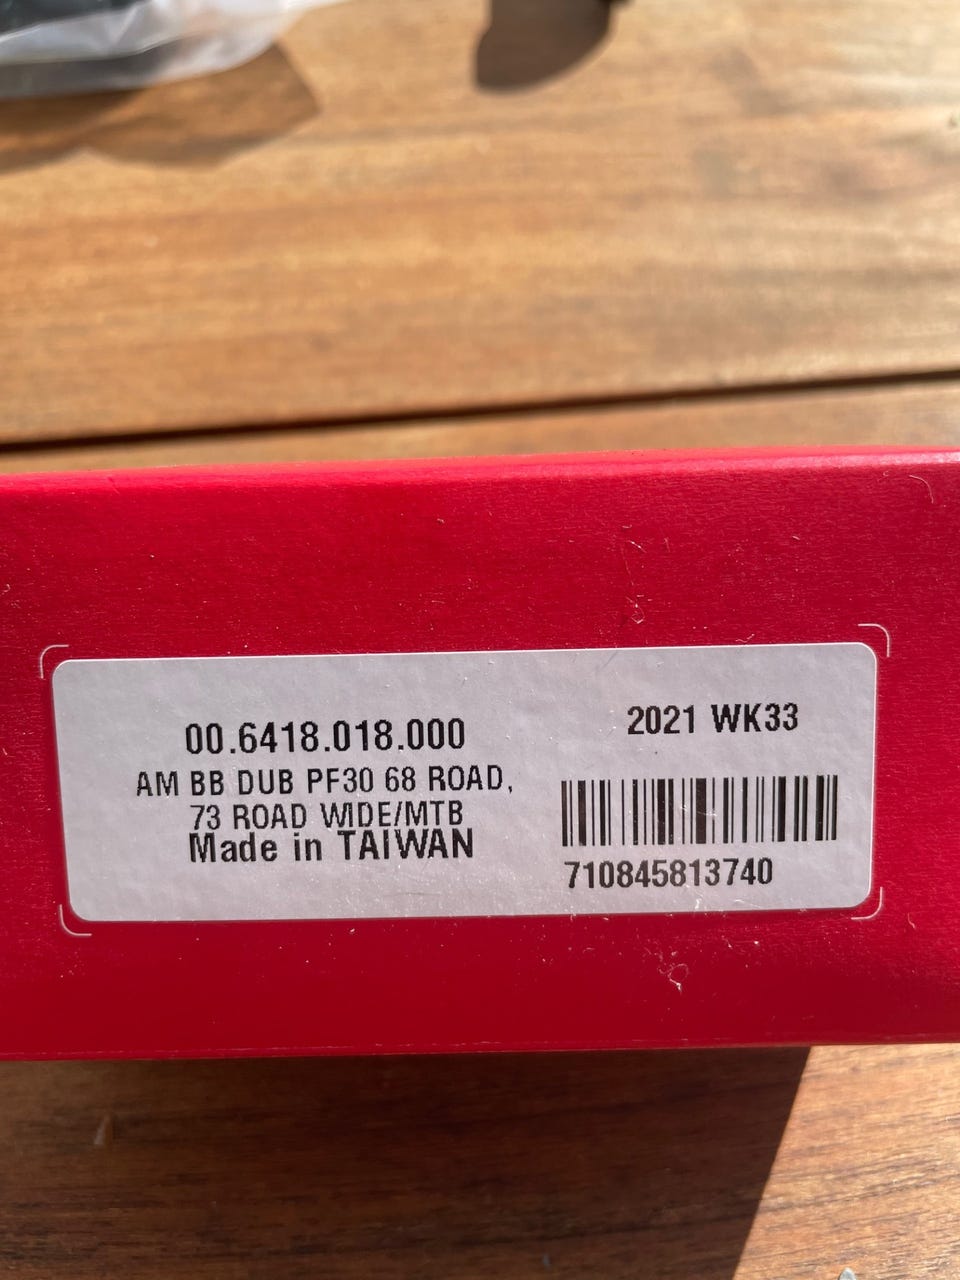 00.6418.018.000
AM BB DUB PF30 68 ROAD,
73 ROAD WIDE/MTB
Made in TAIWAN
2021 WK33
710845813740